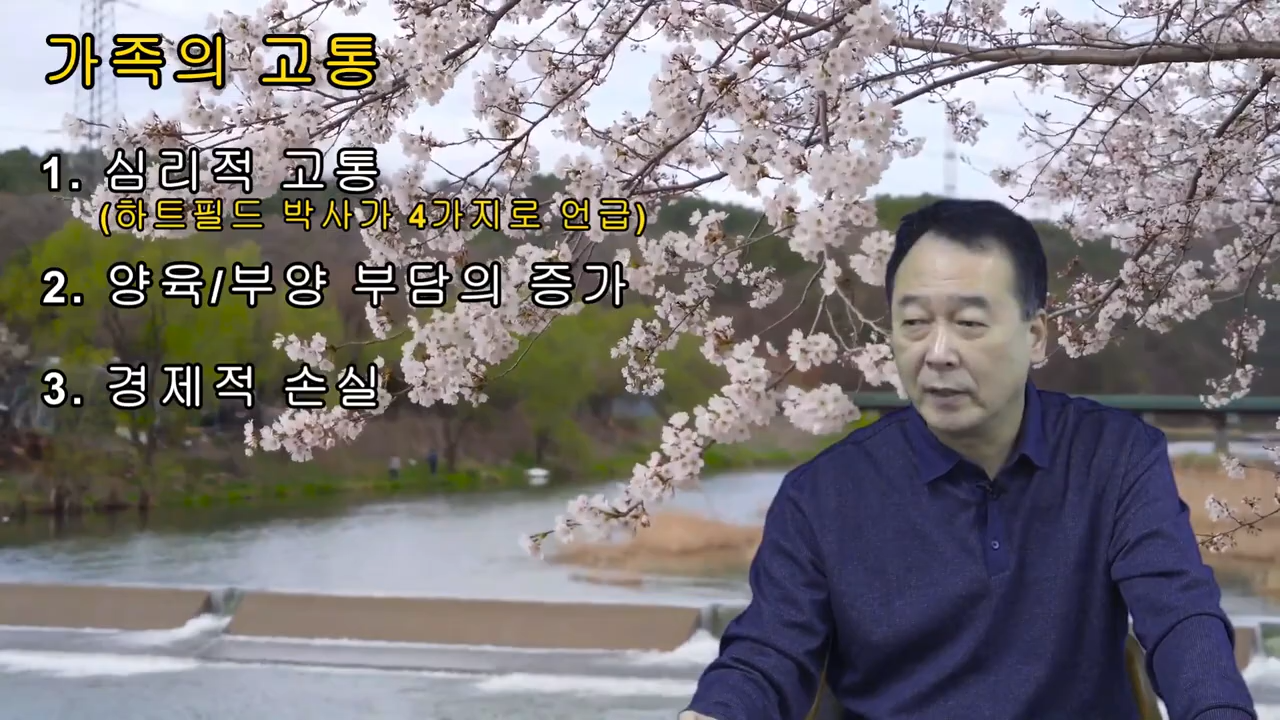 가족의 고통
1. 심리적 고통
(하트필드 박사가 4가지로 언급)
2. 양육/부양 부담의 증가
3. 경제적 손실